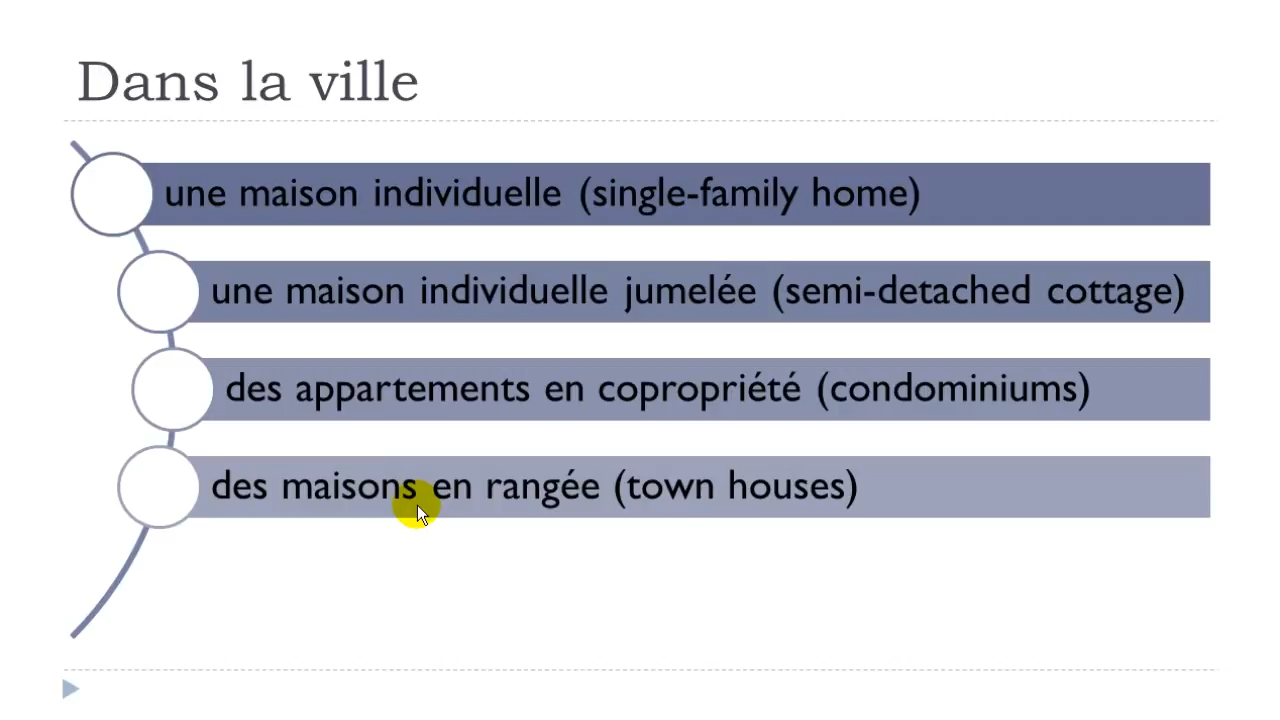 Dans la ville
une maison individuelle (single-family home)
une maison individuelle jumelée (semi-detached cottage)
des appartements en copropriété (condominiums)
des maisons en rangée (town houses)